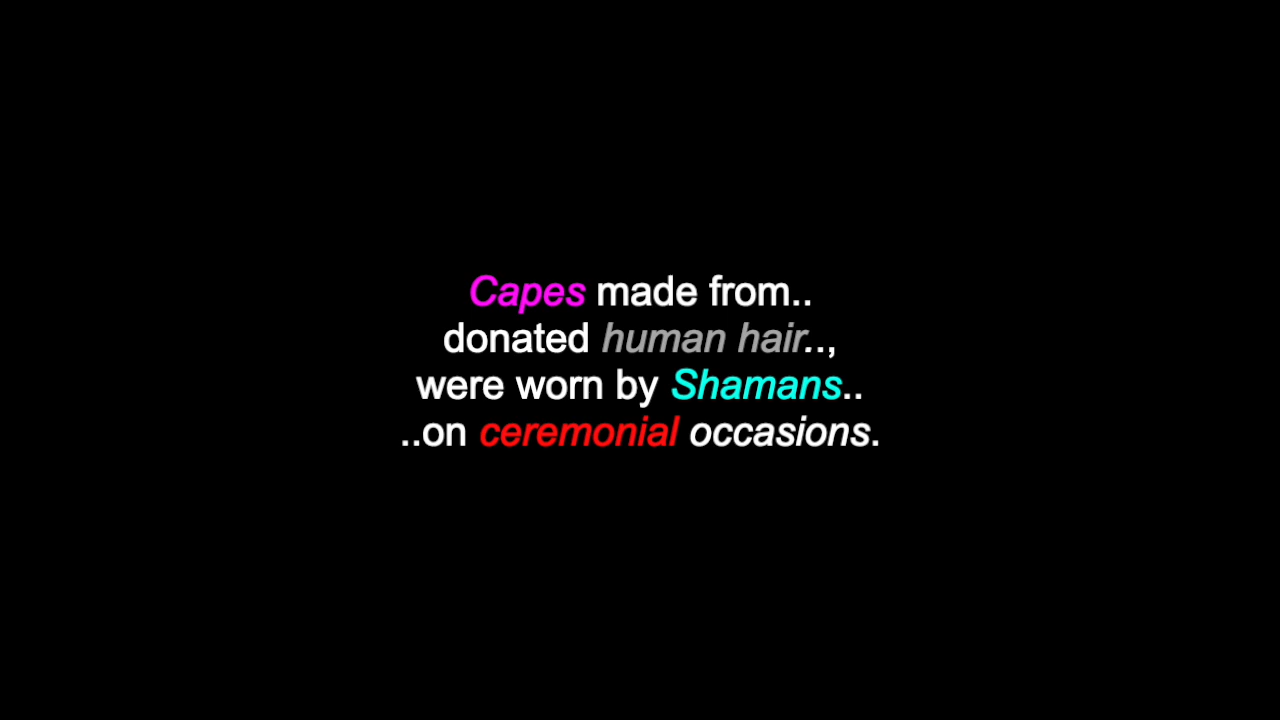 Capes made from..
donated human hair..,
were worn by Shamans..
..on ceremonial occasions.